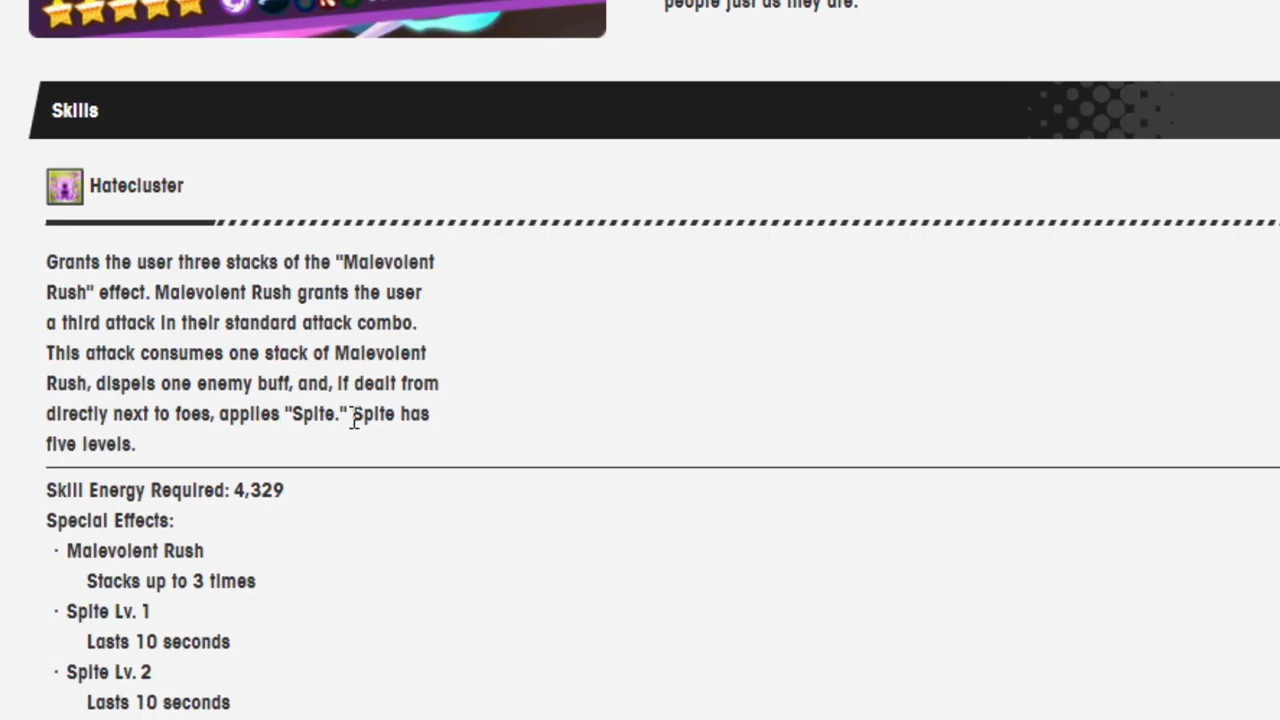 people just as they are.
Skills
Hatecluster
Grants the user three stacks of the "Malevolent
Rush" effect. Malevolent Rush grants the user
a third attack in their standard attack combo.
This attack consumes one stack of Malevolent
Rush, dispels one enemy buff, and, if dealt from
directly next to foes, applies "Spite." Spite has
five levels.
Skill Energy Required: 4,329
Special Effects:
· Malevolent Rush
Stacks up to 3 times
· Spite Lv. 1
Lasts 10 seconds
· Spite Lv. 2
Lasts 10 seconds